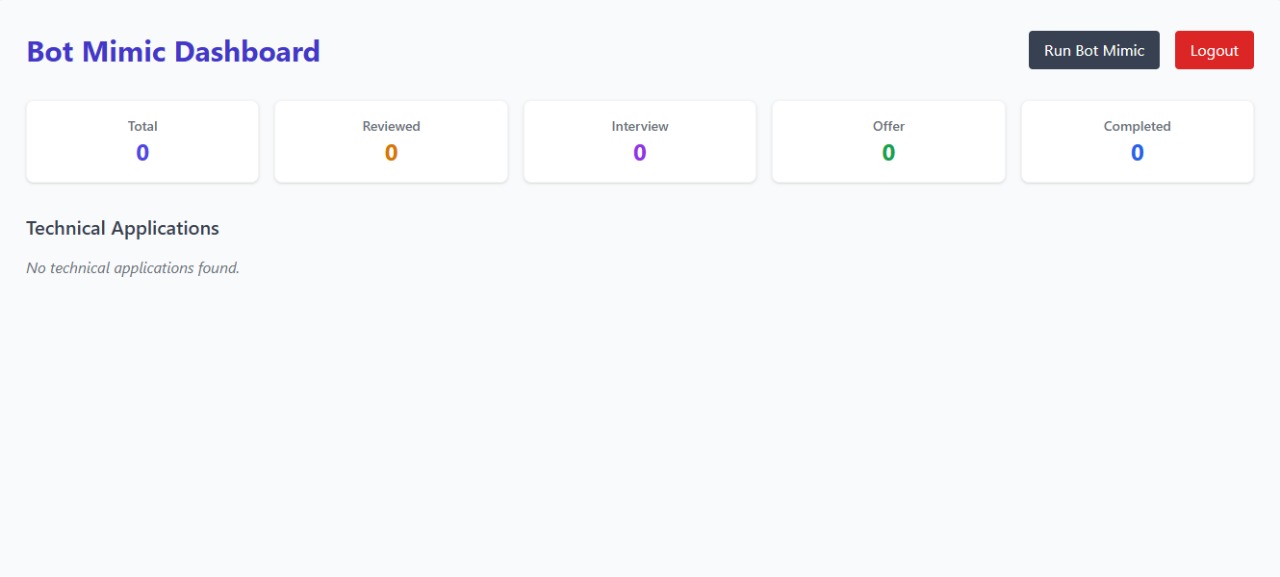 Bot Mimic Dashboard
Run Bot Mimic
Logout
Total
0
Reviewed
0
Interview
0
Offer
0
Completed
0
Technical Applications
No technical applications found.